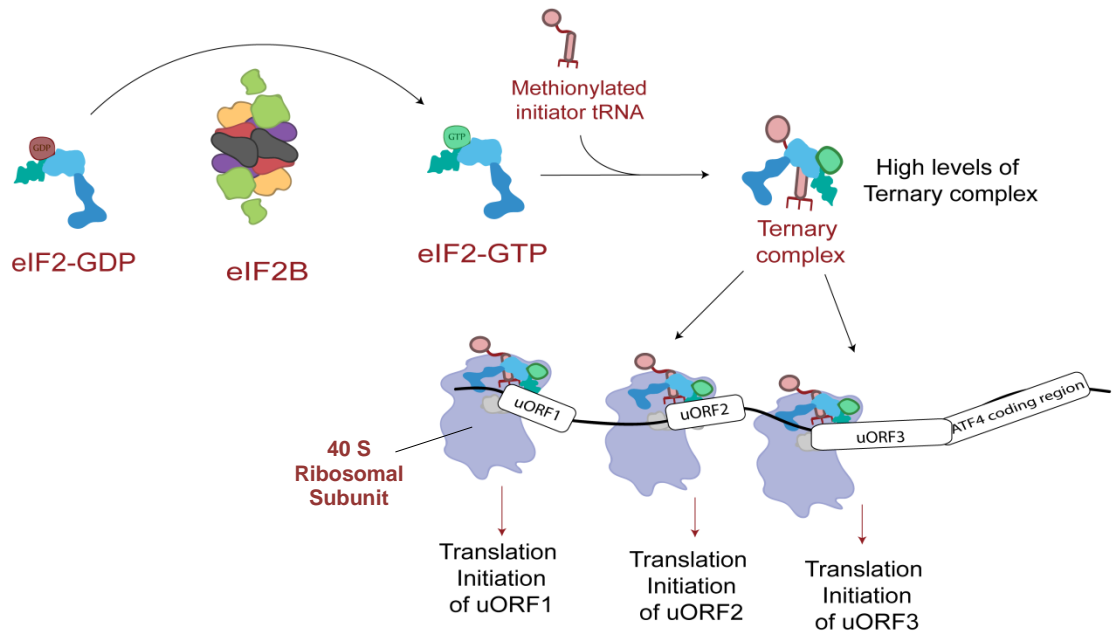 Methionylated
initiator tRNA
GDP
GTP
High levels of
Ternary complex
eIF2-GDP
eIF2B
eIF2-GTP
Ternary
complex
uORF1
uORF2
uORF3
ATF4 coding region
40 S
Ribosomal
Subunit
Translation
Initiation
of uORF1
Translation
Initiation
of uORF2
Translation
Initiation
of uORF3